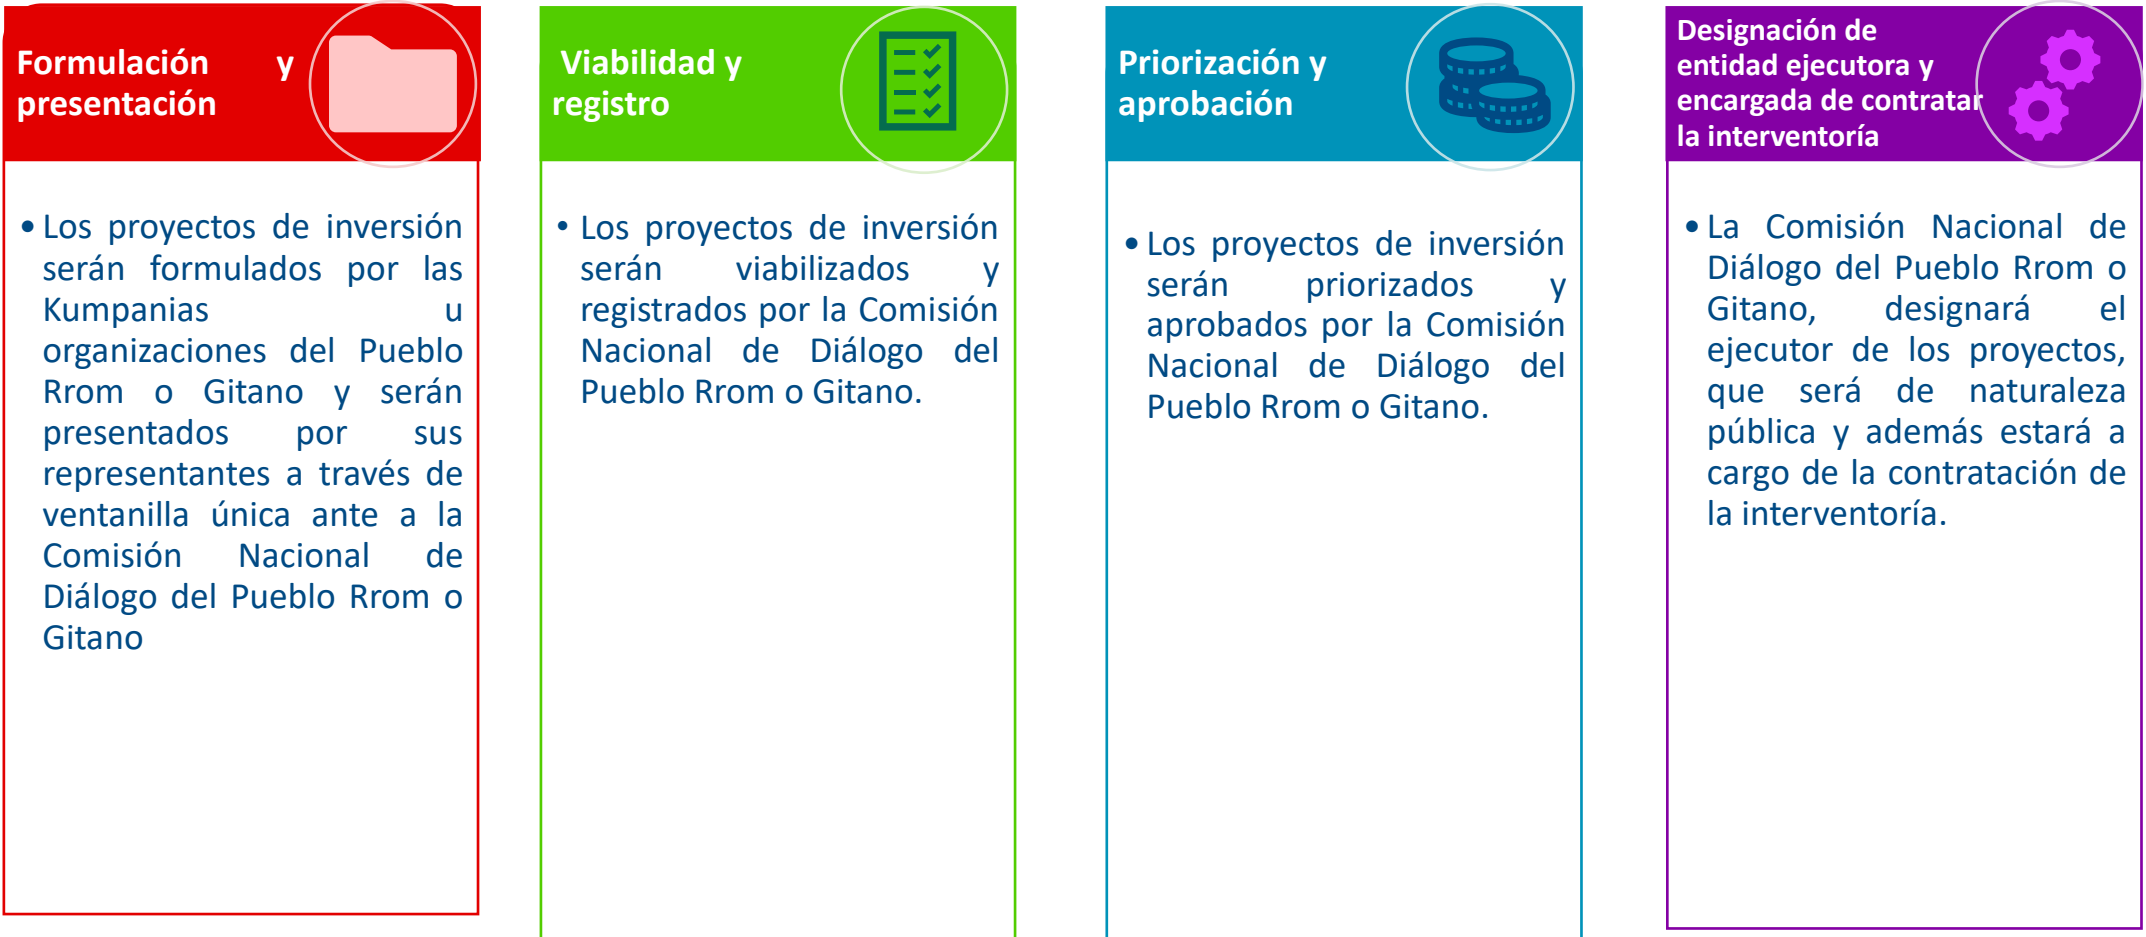 Formulación y
presentación
• Los proyectos de inversión
serán formulados por las
Kumpanias u
organizaciones del Pueblo
Rrom o Gitano y serán
presentados por sus
representantes a través de
ventanilla única ante a la
Comisión Nacional de
Diálogo del Pueblo Rrom o
Gitano
Viabilidad y
registro
• Los proyectos de inversión
serán viabilizados y
registrados por la Comisión
Nacional de Diálogo del
Pueblo Rrom o Gitano.
Priorización y
aprobación
• Los proyectos de inversión
serán priorizados y
aprobados por la Comisión
Nacional de Diálogo del
Pueblo Rrom o Gitano.
Designación de
entidad ejecutora y
encargada de contratar
la interventoría
• La Comisión Nacional de
Diálogo del Pueblo Rrom o
Gitano, designará el
ejecutor de los proyectos,
que será de naturaleza
pública y además estará a
cargo de la contratación de
la interventoría.